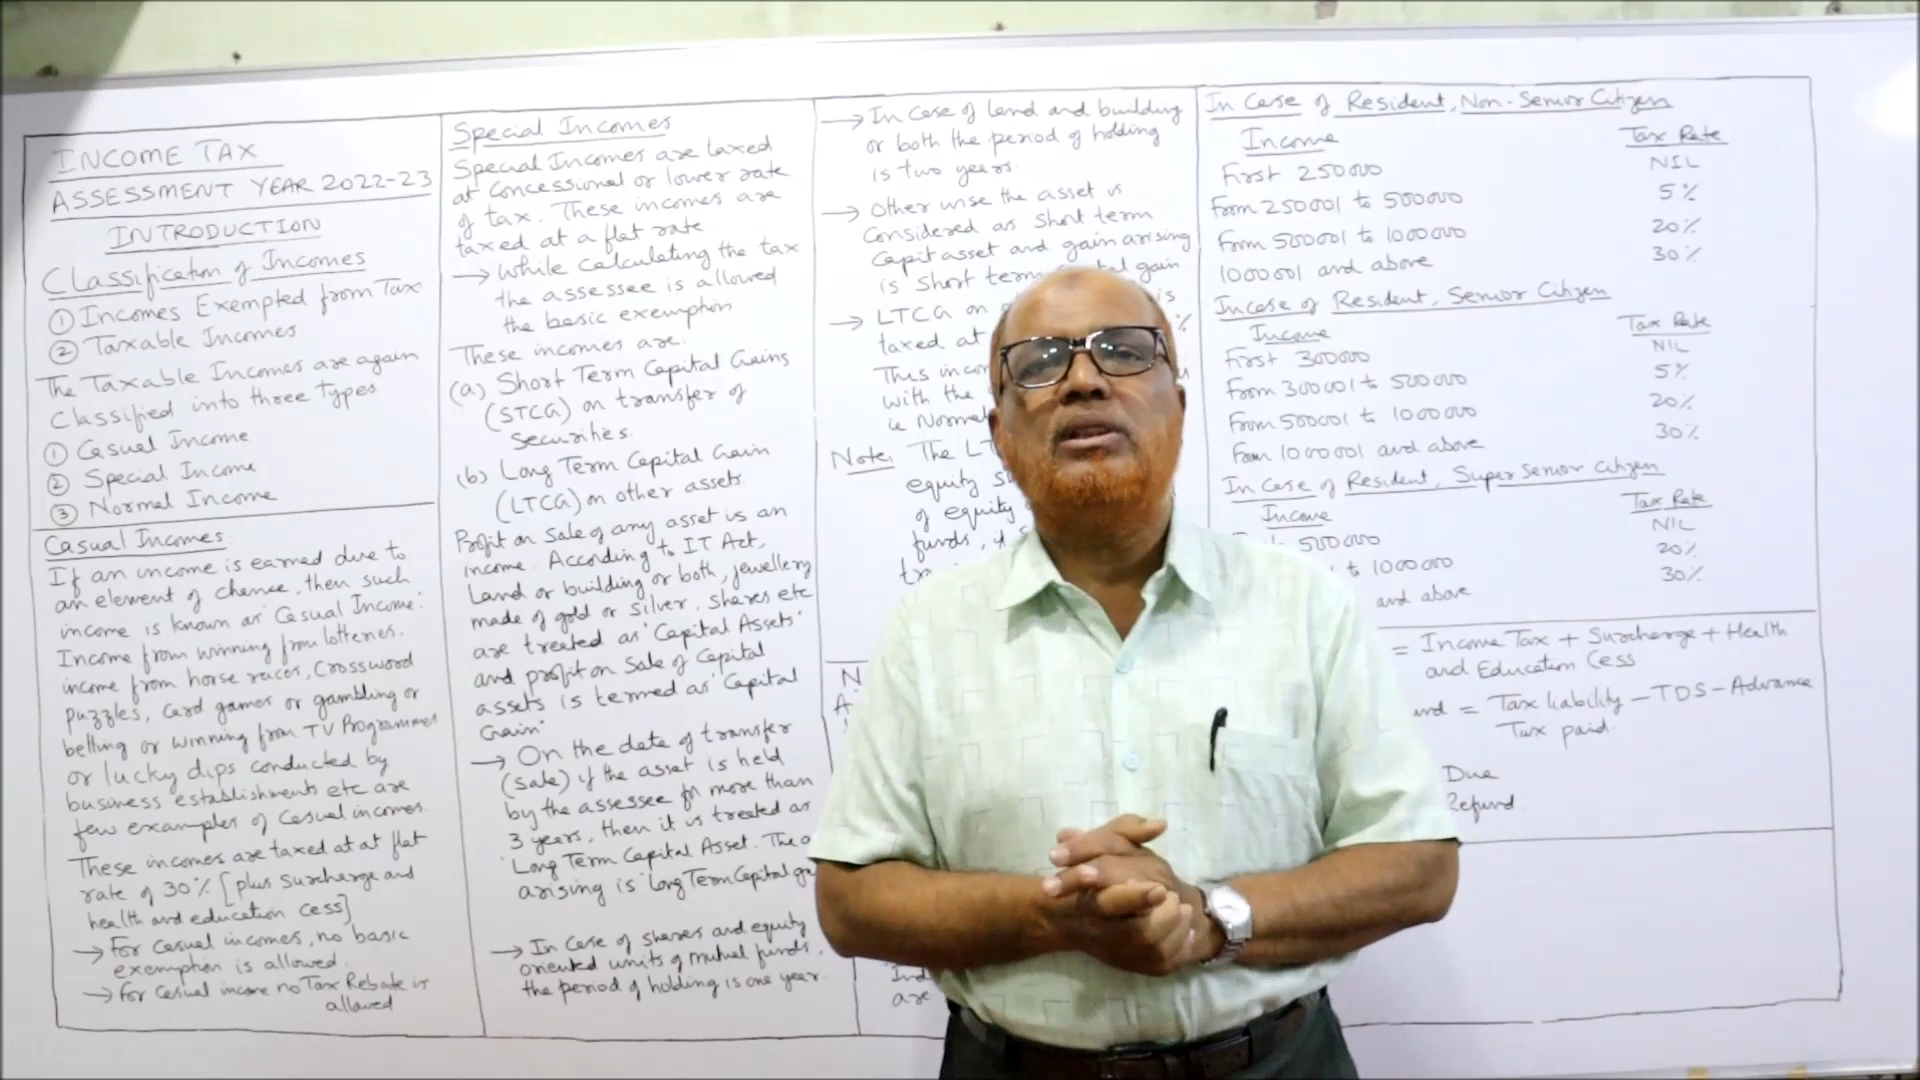 INCOME TAX
ASSESSMENT YEAR 2022-23
INTRODUCTION
Classification of Incomes
① Incomes Exempted from Tax
② Taxable Incomes
The Taxable Incomes are again
classified into three Types
① Casual Income
② Special Income
③ Normal Income
Casual Incomes
If an income is earned due to
an element of chance, then such
income is known as 'Casual Income'.
Income from winning from lotteries.
income from horse races, Crossword
puzzles, Card games or gambling or
betting or winning from TV Programmes
or lucky dips conducted by
business establishments etc are
few examples of casual incomes.
These incomes are taxed at at flat
rate of 30% [plus Surcharge and
health and education cess]
→ For casual incomes, no basic
exemption is allowed.
→ For casual income no Tax Rebate is
allowed
Special Incomes
Special Incomes are taxed
at concessional or lower rate
of tax. These incomes are
taxed at a flat rate.
→ While calculating the tax
the assessee is allowed
the basic exemption
These incomes are:
(a) Short Term Capital Gains
(STCG) on transfer of
securities.
(b) Long Term Capital Gain
(LTCG) on other assets
Profit on sale of any asset is an
income. According to IT Act,
Land or building or both, jewellery
made of gold or silver, shares etc
are treated as 'Capital Assets'
and profit on sale of Capital
assets is termed as 'Capital
Gain'
→ On the date of transfer
(sale) if the asset is held
by the assessee for more than
3 years, then it is treated as
'Long Term Capital Asset. The
arising is 'Long Term Capital
→ In case of shares and equity
oriented units of mutual funds,
the period of holding is one year.
→ In case of land and building
or both the period of holding
is two years.
→ Other wise the asset is
considered as short term
Capit asset and gain arising
is short term gain
→ LTCG on is
taxed at %
This
with the
ie Normal
Note: The
equity
of equity
funds,
are
In Case of Resident, Non-Senior Citizen
Income Tax Rate
First 250000 NIL
From 250001 to 500000 5%
From 500001 to 1000000 20%
1000001 and above 30%
In case of Resident, Senior Citizen
Income Tax Rate
First 300000 NIL
From 300001 to 500000 5%
From 500001 to 1000000 20%
From 1000001 and above 30%
In Case of Resident, Super Senior Citizen
Income Tax Rate
500000 NIL
to 1000000 20%
and above 30%
= Income Tax + Surcharge + Health
and Education Cess
= Tax liability – TDS – Advance
Tax paid.
Due
Refund